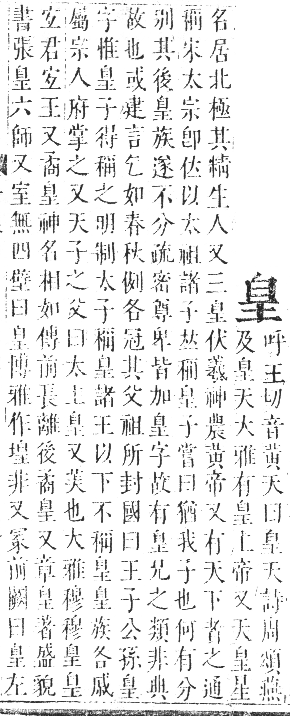 皇
呼王切音黃天曰皇天詩周頌燕
及皇天大雅有皇上帝又天皇星
名居北極其精生人又三皇伏羲神農黃帝又有天下者之通
稱宋太宗卽位以太祖諸子並稱皇子嘗曰猶我子也何有分
別其後皇族遂不分疏密尊卑皆加皇字故有皇兄之類非典
故也或建言乞如春秋例各冠其父祖所封國曰王子公孫皇
字惟皇子得稱之明制太子稱皇諸王以下不稱皇皇族各戚
屬宗人府掌之又天子之父曰太上皇又美也大雅穆穆皇皇
宜君宜王又矞皇神名相如傳前長離後矞皇又章皇著盛貌
書張皇六師又室無四壁曰皇博雅作堭非又冢前闕曰皇左